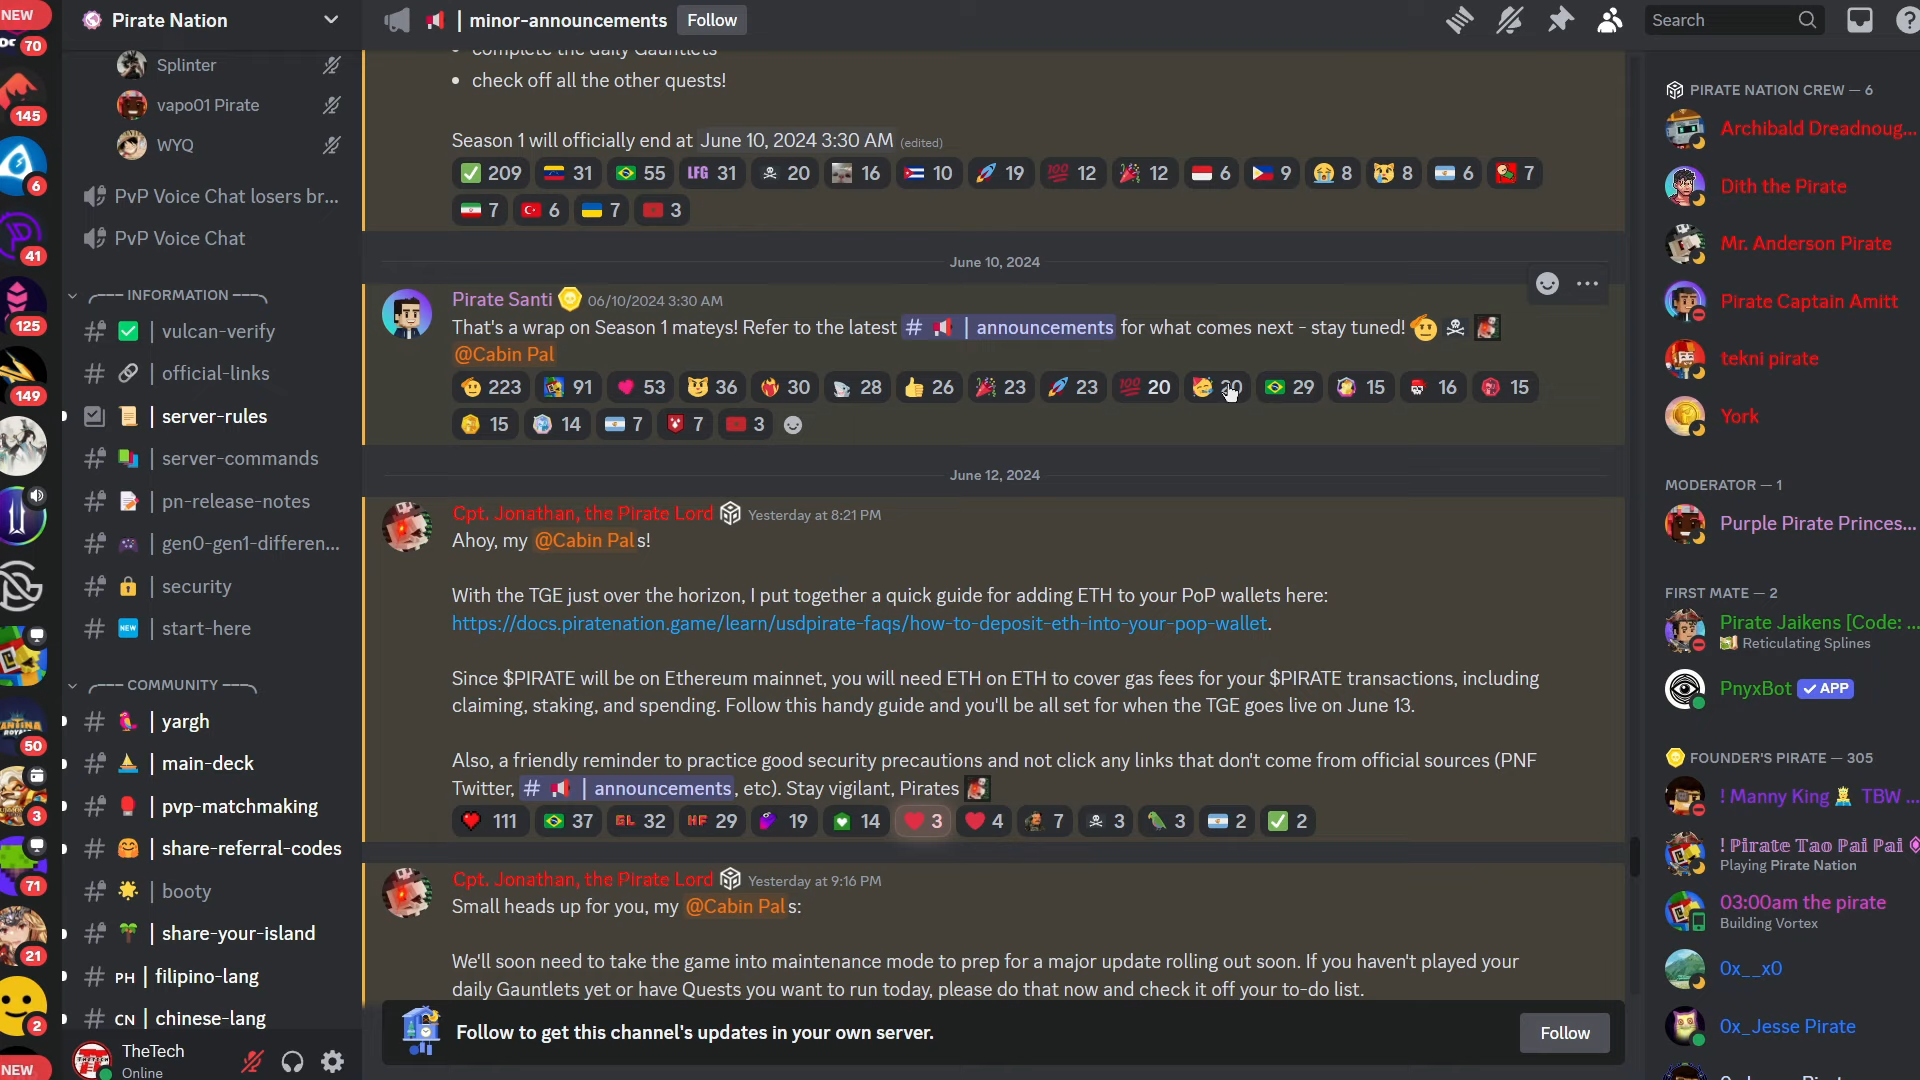 NEW
70
145
6
41
125
149
50
3
71
21
2
NEW
Pirate Nation
Splinter
vapo01 Pirate
WYQ
PvP Voice Chat losers br...
PvP Voice Chat
INFORMATION
vulcan-verify
official-links
server-rules
server-commands
pn-release-notes
gen0-gen1-differen...
security
start-here
COMMUNITY
yargh
main-deck
pvp-matchmaking
share-referral-codes
booty
share-your-island
PH | filipino-lang
CN | chinese-lang
TheTech
Online
| minor-announcements
Follow
Search
complete the daily Gauntlets
• check off all the other quests!
Season 1 will officially end at June 10, 2024 3:30 AM (edited)
209 31 55 LFG 31 20 16 10 19 100 12 12 6 9 8 8 6 7
7 6 7 3
June 10, 2024
Pirate Santi 06/10/2024 3:30 AM
That's a wrap on Season 1 mateys! Refer to the latest # | announcements for what comes next - stay tuned!
@Cabin Pal
223 91 53 36 30 28 26 23 23 100 20 20 29 15 16 15
15 14 7 7 3
June 12, 2024
Cpt. Jonathan, the Pirate Lord Yesterday at 8:21 PM
Ahoy, my @Cabin Pals!
With the TGE just over the horizon, I put together a quick guide for adding ETH to your PoP wallets here:
https://docs.piratenation.game/learn/usdpirate-faqs/how-to-deposit-eth-into-your-pop-wallet.
Since $PIRATE will be on Ethereum mainnet, you will need ETH on ETH to cover gas fees for your $PIRATE transactions, including
claiming, staking, and spending. Follow this handy guide and you'll be all set for when the TGE goes live on June 13.
Also, a friendly reminder to practice good security precautions and not click any links that don't come from official sources (PNF
Twitter, # | announcements, etc). Stay vigilant, Pirates
111 37 GL 32 HF 29 19 14 3 4 7 3 3 2 2
Cpt. Jonathan, the Pirate Lord Yesterday at 9:16 PM
Small heads up for you, my @Cabin Pals:
We'll soon need to take the game into maintenance mode to prep for a major update rolling out soon. If you haven't played your
daily Gauntlets yet or have Quests you want to run today, please do that now and check it off your to-do list.
Follow to get this channel's updates in your own server.
Follow
PIRATE NATION CREW — 6
Archibald Dreadnoug...
Dith the Pirate
Mr. Anderson Pirate
Pirate Captain Amitt
tekni pirate
York
MODERATOR — 1
Purple Pirate Princes...
FIRST MATE — 2
Pirate Jaikens [Code: ...
Reticulating Splines
PnyxBot ✓ APP
FOUNDER'S PIRATE — 305
! Manny King TBW ...
! Pirate Tao Pai Pai
Playing Pirate Nation
03:00am the pirate
Building Vortex
0x__x0
0x_Jesse Pirate